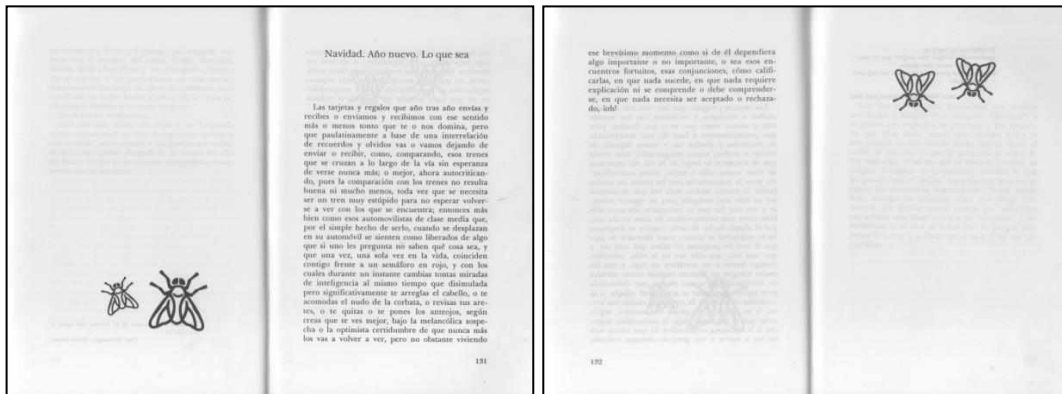 Navidad. Año nuevo. Lo que sea
Las tarjetas y regalos que año tras año envías y
recibes o enviamos y recibimos con ese sentido
más o menos tonto que te o nos domina, pero
que paulatinamente a base de una interrelación
de recuerdos y olvidos vas o vamos dejando de
enviar o recibir, como, comparando, esos trenes
que se cruzan a lo largo de la vía sin esperanza
de verse nunca más; o mejor, ahora autocritican-
do, pues la comparación con los trenes no resulta
buena ni mucho menos, toda vez que se necesita
ser un tren muy estúpido para no esperar volver-
se a ver con los que se encuentra; entonces más
bien como esos automovilistas de clase media que,
por el simple hecho de serlo, cuando se desplazan
en su automóvil se sienten como liberados de algo
que si uno les pregunta no saben qué cosa sea, y
que una vez, una sola vez en la vida, coinciden
contigo frente a un semáforo en rojo, y con los
cuales durante un instante cambias tontas miradas
de inteligencia al mismo tiempo que disimulada
pero significativamente te arreglas el cabello, o te
acomodas el nudo de la corbata, o revisas tus are-
tes, o te quitas o te pones los anteojos, según
creas que te ves mejor, bajo la melancólica sospe-
cha o la optimista certidumbre de que nunca más
los vas a volver a ver, pero no obstante viviendo
131
ese brevísimo momento como si de él dependiera
algo importante o no importante, o sea esos en-
cuentros fortuitos, esas conjunciones, cómo califi-
carlas, en que nada sucede, en que nada requiere
explicación ni se comprende o debe comprender-
se, en que nada necesita ser aceptado o rechaza-
do, ¡oh!
132